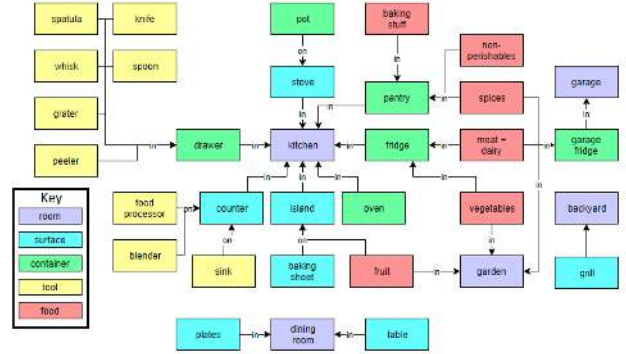 spatula
knife
pot
baking
stuff
non-
perishables
on
in
whisk
spoon
stove
pantry
in
spices
garage
in
in
in
grater
in
peeler
in
drawer
in
kitchen
in
fridge
in
meat +
dairy
in
garage
fridge
in
in
in
in
in
Key
room
surface
container
tool
food
food
processor
on
counter
island
oven
vegetables
backyard
blender
on
on
in
sink
baking
sheet
fruit
in
garden
grill
plates
in
dining
room
in
table